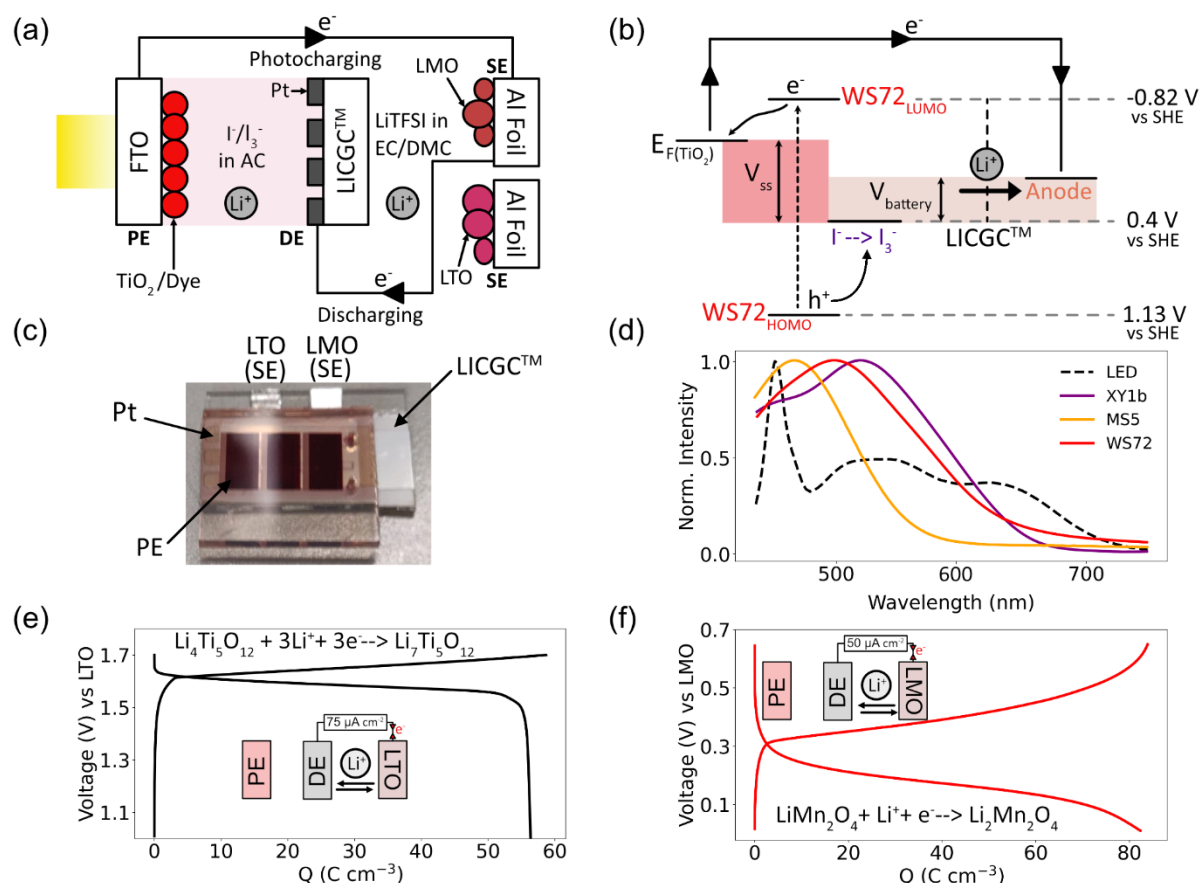 (a)
e⁻
Photocharging
SE
LMO
Pt
Al Foil
FTO
I⁻/I₃⁻
in AC
LICGC™
LiTFSI in
EC/DMC
Li⁺
Li⁺
Al Foil
PE
DE
LTO
SE
TiO₂/Dye
e⁻
Discharging
(b)
e⁻
e⁻
WS72LUMO
-0.82 V
vs SHE
EF(TiO₂)
Li⁺
Vss
Vbattery
Anode
I⁻ --> I₃⁻
LICGC™
0.4 V
vs SHE
h⁺
WS72HOMO
1.13 V
vs SHE
(c)
LTO
(SE)
LMO
(SE)
LICGC™
Pt
PE
(d)
Norm. Intensity
1.0
0.5
0.0
LED
XY1b
MS5
WS72
500
600
700
Wavelength (nm)
(e)
Voltage (V) vs LTO
1.7
1.5
1.3
1.1
Li₄Ti₅O₁₂ + 3Li⁺+ 3e⁻--> Li₇Ti₅O₁₂
75 µA cm⁻²
e⁻
PE
DE
Li⁺
LTO
0
10
20
30
40
50
60
Q (C cm⁻³)
(f)
Voltage (V) vs LMO
0.7
0.5
0.3
0.1
50 µA cm⁻²
e⁻
PE
DE
Li⁺
LMO
LiMn₂O₄+ Li⁺+ e⁻--> Li₂Mn₂O₄
0
20
40
60
80
Q (C cm⁻³)